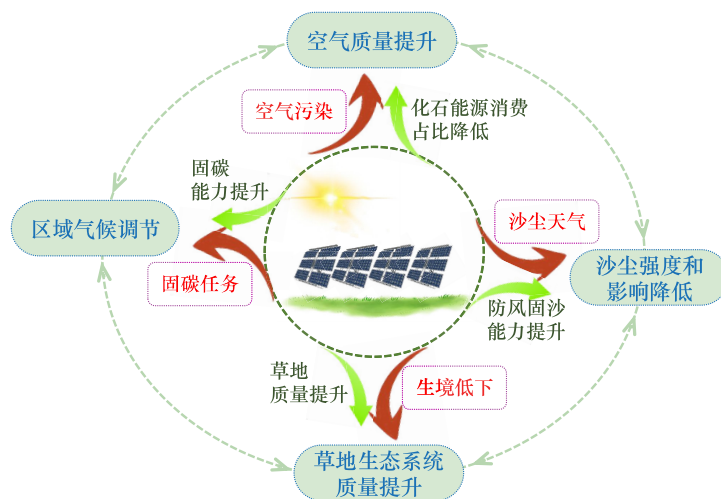 空气质量提升
空气污染
化石能源消费
占比降低
固碳
能力提升
区域气候调节
沙尘天气
固碳任务
沙尘强度和
影响降低
防风固沙
能力提升
草地
质量提升
生境低下
草地生态系统
质量提升